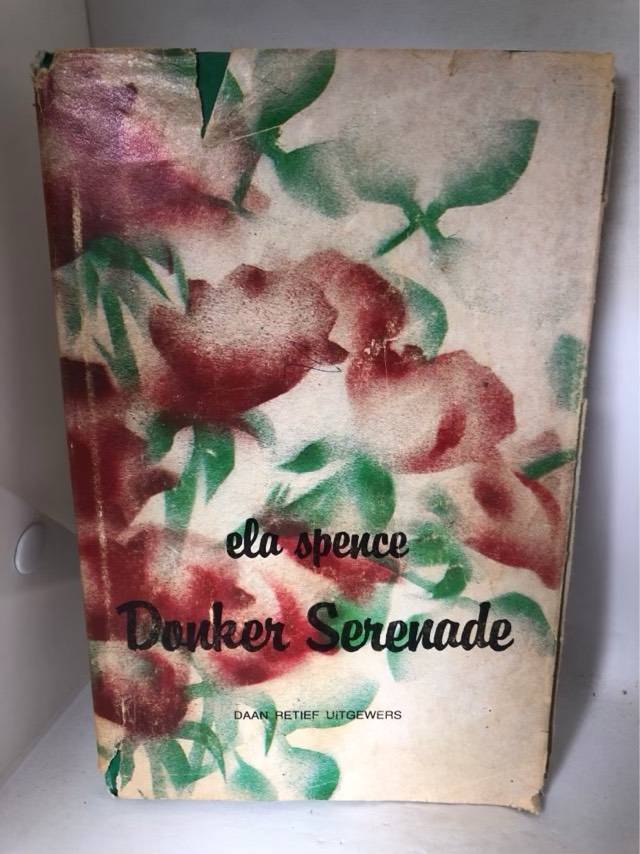 ela spence
Donker Serenade
DAAN RETIEF UITGEWERS